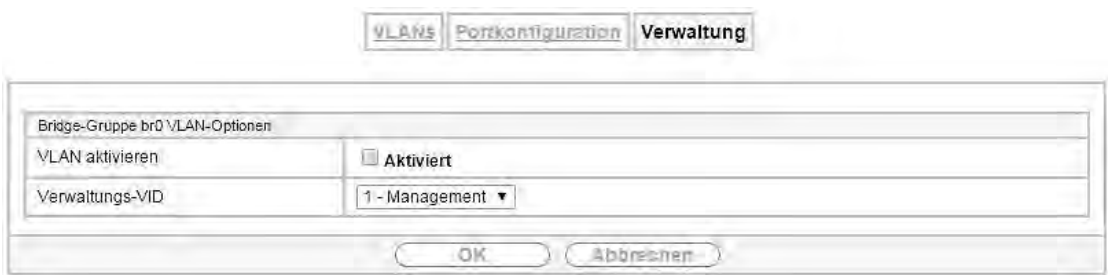 VLANs Portkonfiguration Verwaltung
Bridge-Gruppe br0 VLAN-Optionen
VLAN aktivieren Aktiviert
Verwaltungs-VID 1 - Management
OK Abbrechen